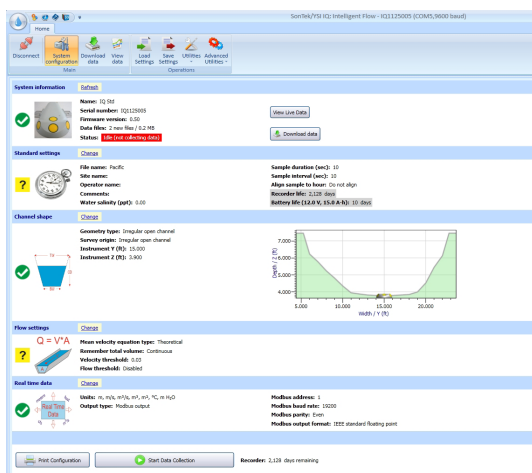 SonTek/YSI IQ: Intelligent Flow - IQ1125005 (COM5,9600 baud)
Home
Disconnect
System configuration
Download data
View data
Load Settings
Save Settings
Utilities
Advanced Utilities
Main
Operations
System information
Refresh
Name: IQ Std
Serial number: IQ1125005
Firmware version: 0.50
Data files: 2 new files / 0.2 MB
Status: Idle (not collecting data)
View Live Data
Download data
Standard settings
Change
File name: Pacific
Site name:
Operator name:
Comments:
Water salinity (ppt): 0.00
Sample duration (sec): 10
Sample interval (sec): 10
Align sample to hour: Do not align
Recorder life: 2,128 days
Battery life (12.0 V, 15.0 A-h): 10 days
Channel shape
Change
Geometry type: Irregular open channel
Survey origin: Irregular open channel
Instrument Y (ft): 15.000
Instrument Z (ft): 3.900
Depth / Z (ft)
7.000
6.000
5.000
4.000
5.000
10.000
15.000
20.000
Width / Y (ft)
Flow settings
Change
Q = V*A
Mean velocity equation type: Theoretical
Remember total volume: Continuous
Velocity threshold: 0.03
Flow threshold: Disabled
Real time data
Change
Real Time Data
Units: m, m/s, m³/s, m³, m², °C, m H₂O
Output type: Modbus output
Modbus address: 1
Modbus baud rate: 19200
Modbus parity: Even
Modbus output format: IEEE standard floating point
Print Configuration
Start Data Collection
Recorder: 2,128 days remaining